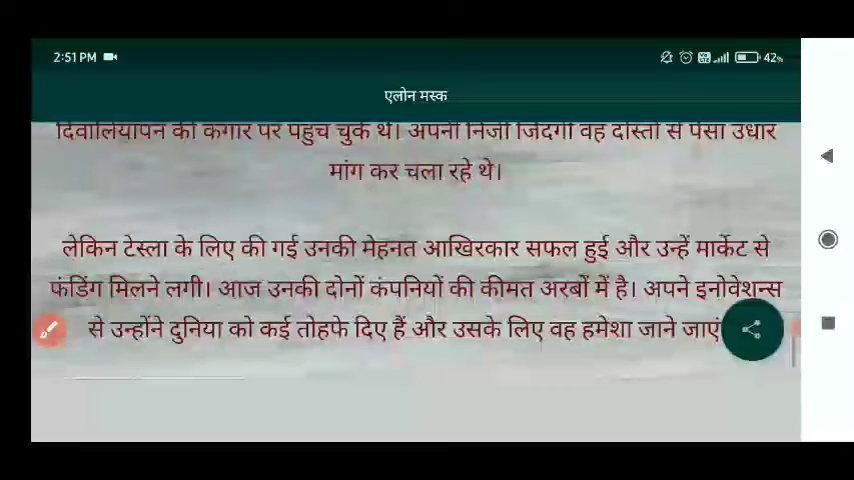 2:51 PM
42%
एलोन मस्क
दिवालियापन की कगार पर पहुंच चुके थे। अपनी निजी जिंदगी वह दोस्तों से पैसा उधार
मांग कर चला रहे थे।
लेकिन टेस्ला के लिए की गई उनकी मेहनत आखिरकार सफल हुई और उन्हें मार्केट से
फंडिंग मिलने लगी। आज उनकी दोनों कंपनियों की कीमत अरबों में है। अपने इनोवेशन्स
से उन्होंने दुनिया को कई तोहफे दिए हैं और उसके लिए वह हमेशा जाने जाएं